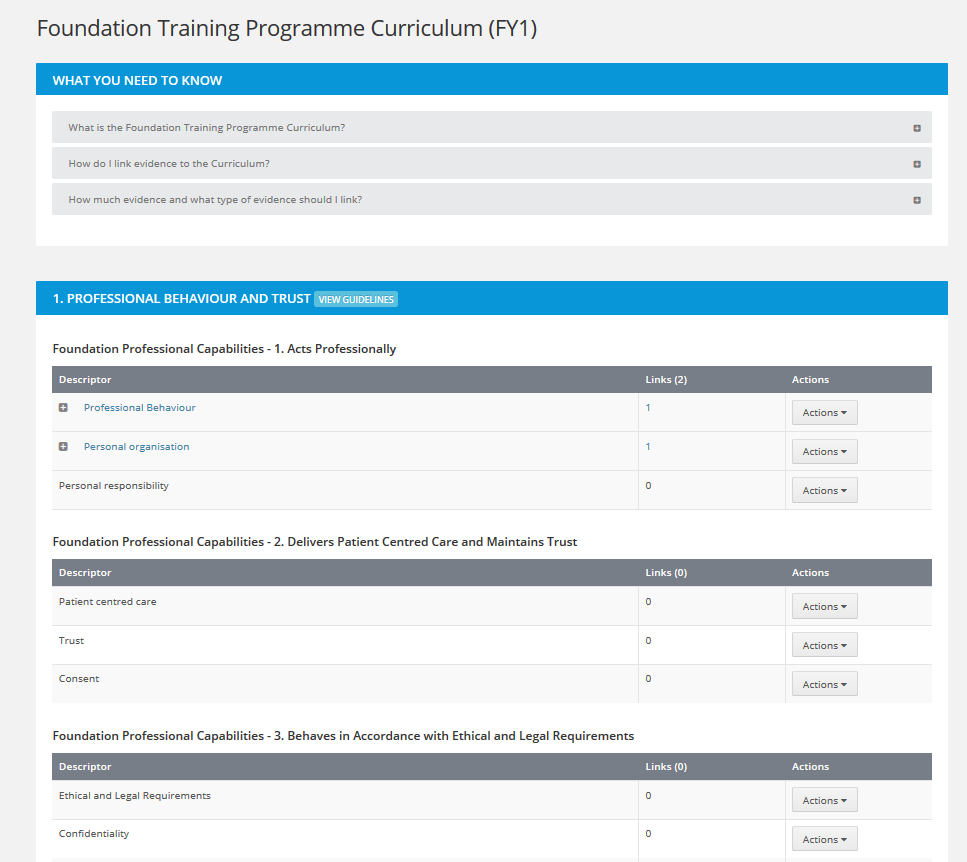 Foundation Training Programme Curriculum (FY1)
WHAT YOU NEED TO KNOW
What is the Foundation Training Programme Curriculum?
How do I link evidence to the Curriculum?
How much evidence and what type of evidence should I link?
1. PROFESSIONAL BEHAVIOUR AND TRUST VIEW GUIDELINES
Foundation Professional Capabilities - 1. Acts Professionally
Descriptor Links (2) Actions
Professional Behaviour 1 Actions
Personal organisation 1 Actions
Personal responsibility 0 Actions
Foundation Professional Capabilities - 2. Delivers Patient Centred Care and Maintains Trust
Descriptor Links (0) Actions
Patient centred care 0 Actions
Trust 0 Actions
Consent 0 Actions
Foundation Professional Capabilities - 3. Behaves in Accordance with Ethical and Legal Requirements
Descriptor Links (0) Actions
Ethical and Legal Requirements 0 Actions
Confidentiality 0 Actions